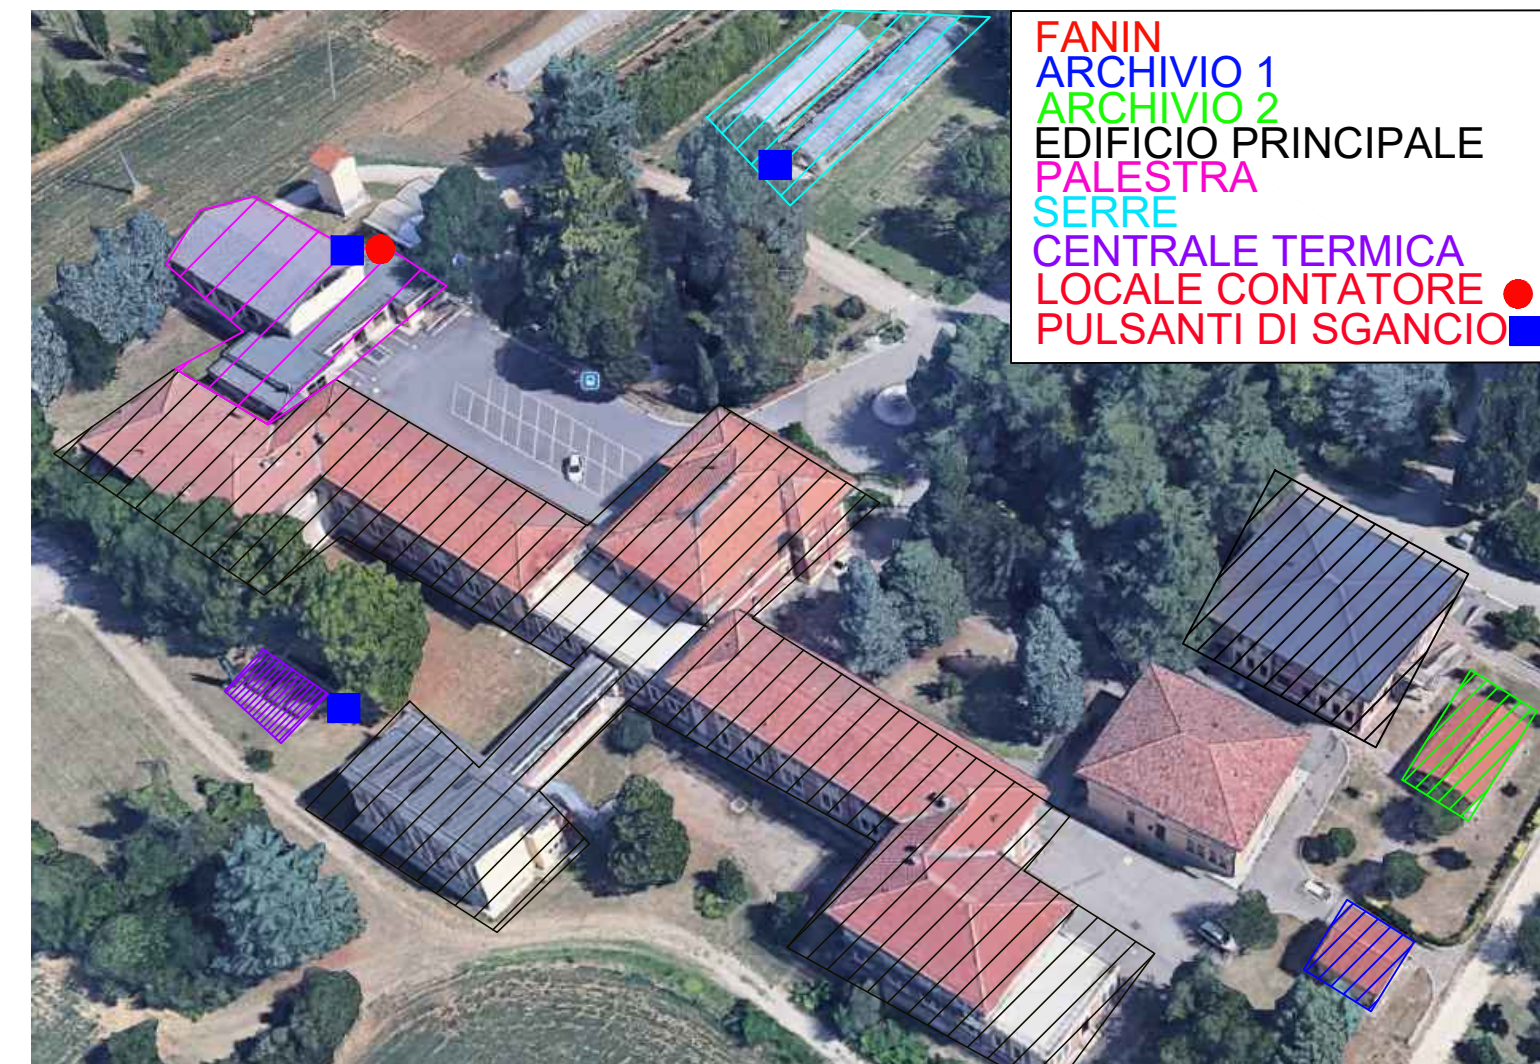 FANIN
ARCHIVIO 1
ARCHIVIO 2
EDIFICIO PRINCIPALE
PALESTRA
SERRE
CENTRALE TERMICA
LOCALE CONTATORE
PULSANTI DI SGANCIO